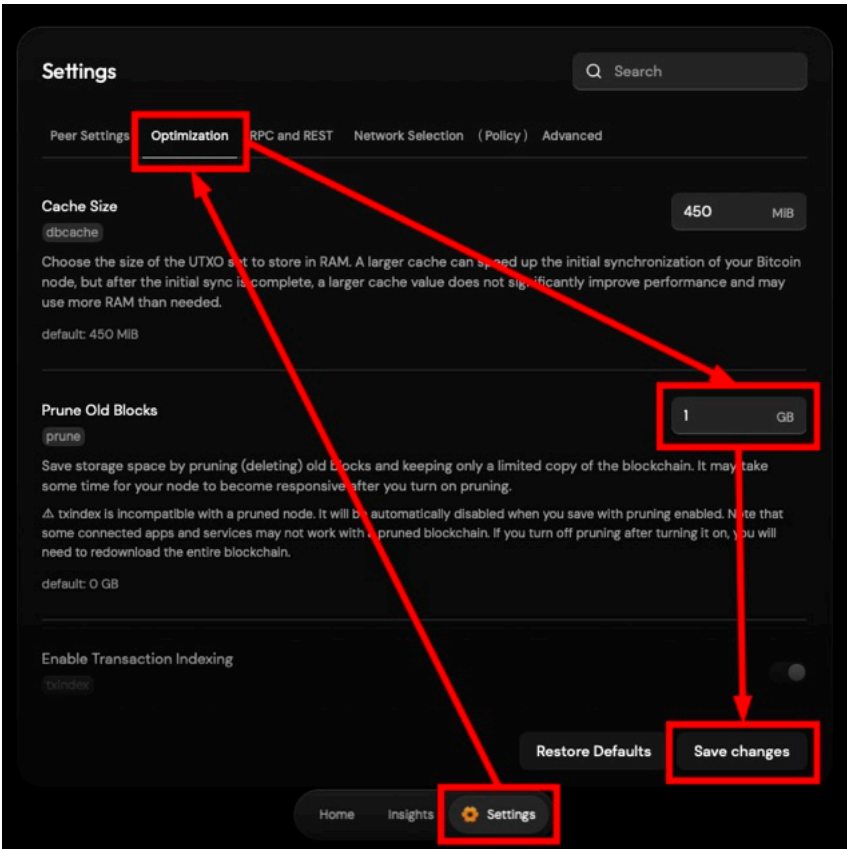 Settings
Search
Peer Settings Optimization RPC and REST Network Selection (Policy) Advanced
Cache Size
450 MiB
dbcache
Choose the size of the UTXO set to store in RAM. A larger cache can speed up the initial synchronization of your Bitcoin
node, but after the initial sync is complete, a larger cache value does not significantly improve performance and may
use more RAM than needed.
default: 450 MiB
Prune Old Blocks
1 GB
prune
Save storage space by pruning (deleting) old blocks and keeping only a limited copy of the blockchain. It may take
some time for your node to become responsive after you turn on pruning.
⚠ txindex is incompatible with a pruned node. It will be automatically disabled when you save with pruning enabled. Note that
some connected apps and services may not work with a pruned blockchain. If you turn off pruning after turning it on, you will
need to redownload the entire blockchain.
default: 0 GB
Enable Transaction Indexing
txindex
Restore Defaults Save changes
Home Insights Settings